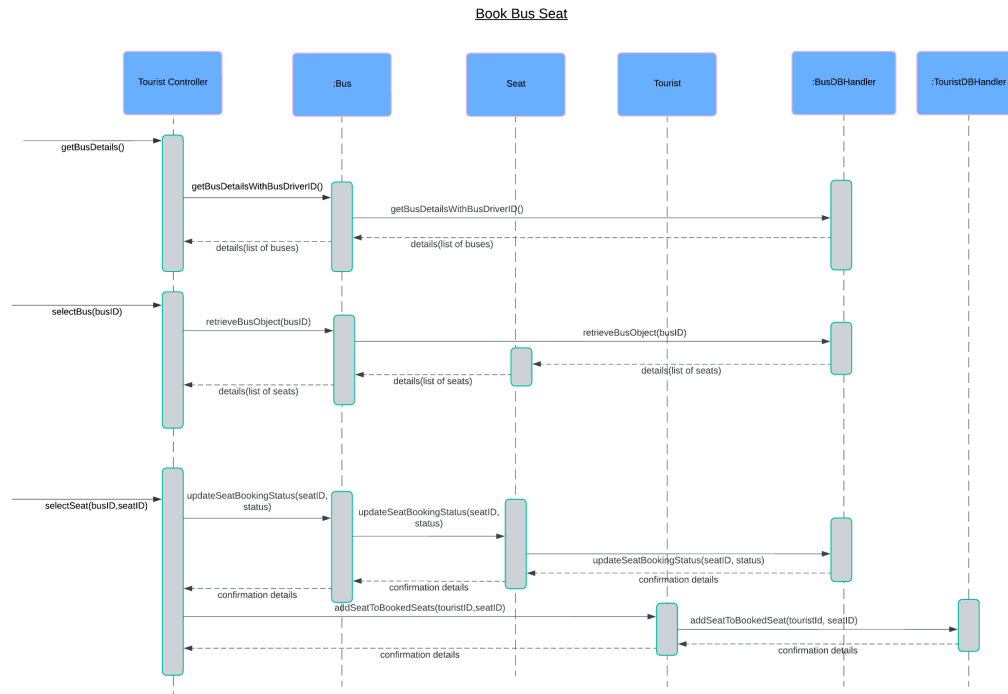 Book Bus Seat
Tourist Controller
:Bus
Seat
Tourist
:BusDBHandler
:TouristDBHandler
getBusDetails()
getBusDetailsWithBusDriverID()
getBusDetailsWithBusDriverID()
details(list of buses)
details(list of buses)
selectBus(busID)
retrieveBusObject(busID)
retrieveBusObject(busID)
details(list of seats)
details(list of seats)
details(list of seats)
selectSeat(busID,seatID)
updateSeatBookingStatus(seatID,
status)
updateSeatBookingStatus(seatID,
status)
updateSeatBookingStatus(seatID, status)
confirmation details
confirmation details
confirmation details
addSeatToBookedSeats(touristID,seatID)
addSeatToBookedSeat(touristId, seatID)
confirmation details
confirmation details